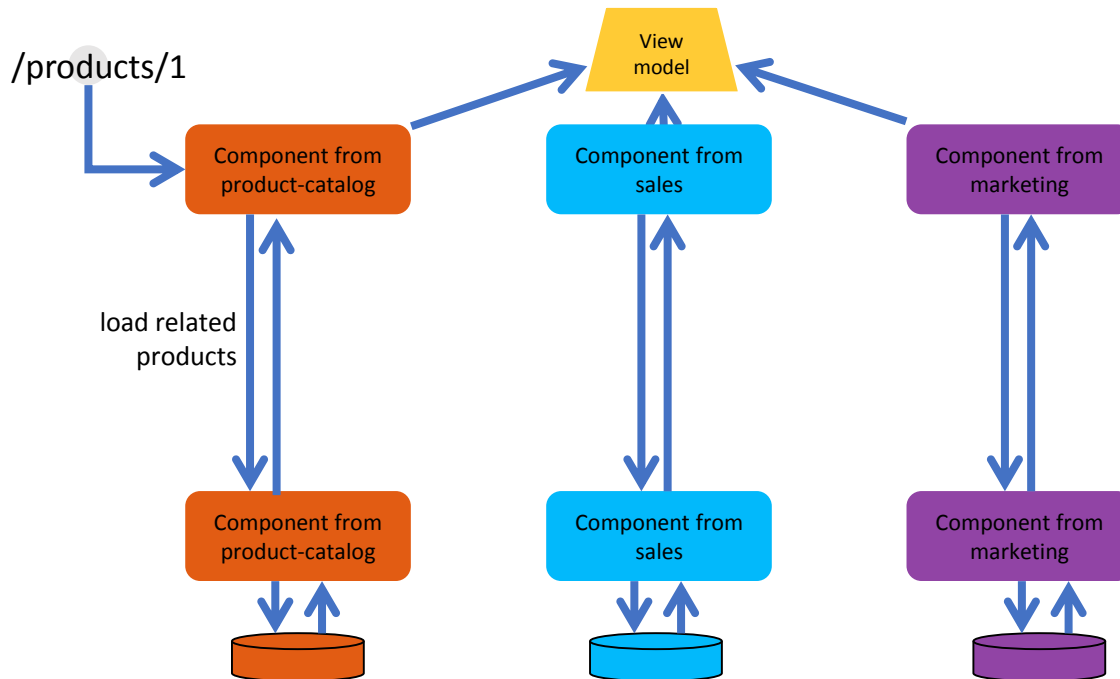 /products/1
View
model
Component from
product-catalog
Component from
sales
Component from
marketing
load related
products
Component from
product-catalog
Component from
sales
Component from
marketing